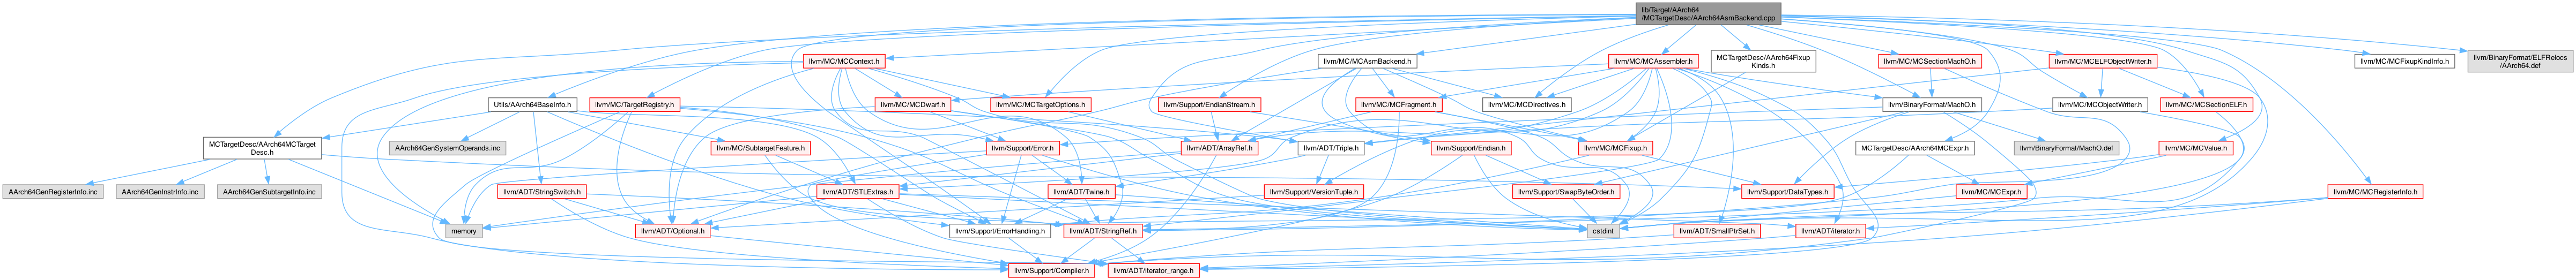 lib/Target/AArch64
/MCTargetDesc/AArch64AsmBackend.cpp
llvm/MC/MCContext.h
llvm/MC/MCAsmBackend.h
llvm/MC/MCAssembler.h
MCTargetDesc/AArch64Fixup
Kinds.h
llvm/MC/MCSectionMachO.h
llvm/MC/MCELFObjectWriter.h
llvm/MC/MCFixupKindInfo.h
llvm/BinaryFormat/ELFRelocs
/AArch64.def
Utils/AArch64BaseInfo.h
llvm/MC/TargetRegistry.h
llvm/MC/MCDwarf.h
llvm/MC/MCTargetOptions.h
llvm/Support/EndianStream.h
llvm/MC/MCFragment.h
llvm/MC/MCDirectives.h
llvm/BinaryFormat/MachO.h
llvm/MC/MCObjectWriter.h
llvm/MC/MCSectionELF.h
MCTargetDesc/AArch64MCTarget
Desc.h
AArch64GenSystemOperands.inc
llvm/MC/SubtargetFeature.h
llvm/Support/Error.h
llvm/ADT/ArrayRef.h
llvm/ADT/Triple.h
llvm/Support/Endian.h
llvm/MC/MCFixup.h
MCTargetDesc/AArch64MCExpr.h
llvm/BinaryFormat/MachO.def
llvm/MC/MCValue.h
AArch64GenRegisterInfo.inc
AArch64GenInstrInfo.inc
AArch64GenSubtargetInfo.inc
llvm/ADT/StringSwitch.h
llvm/ADT/STLExtras.h
llvm/ADT/Twine.h
llvm/Support/VersionTuple.h
llvm/Support/SwapByteOrder.h
llvm/Support/DataTypes.h
llvm/MC/MCExpr.h
llvm/MC/MCRegisterInfo.h
memory
llvm/ADT/Optional.h
llvm/Support/ErrorHandling.h
llvm/ADT/StringRef.h
cstdint
llvm/ADT/SmallPtrSet.h
llvm/ADT/iterator.h
llvm/Support/Compiler.h
llvm/ADT/iterator_range.h